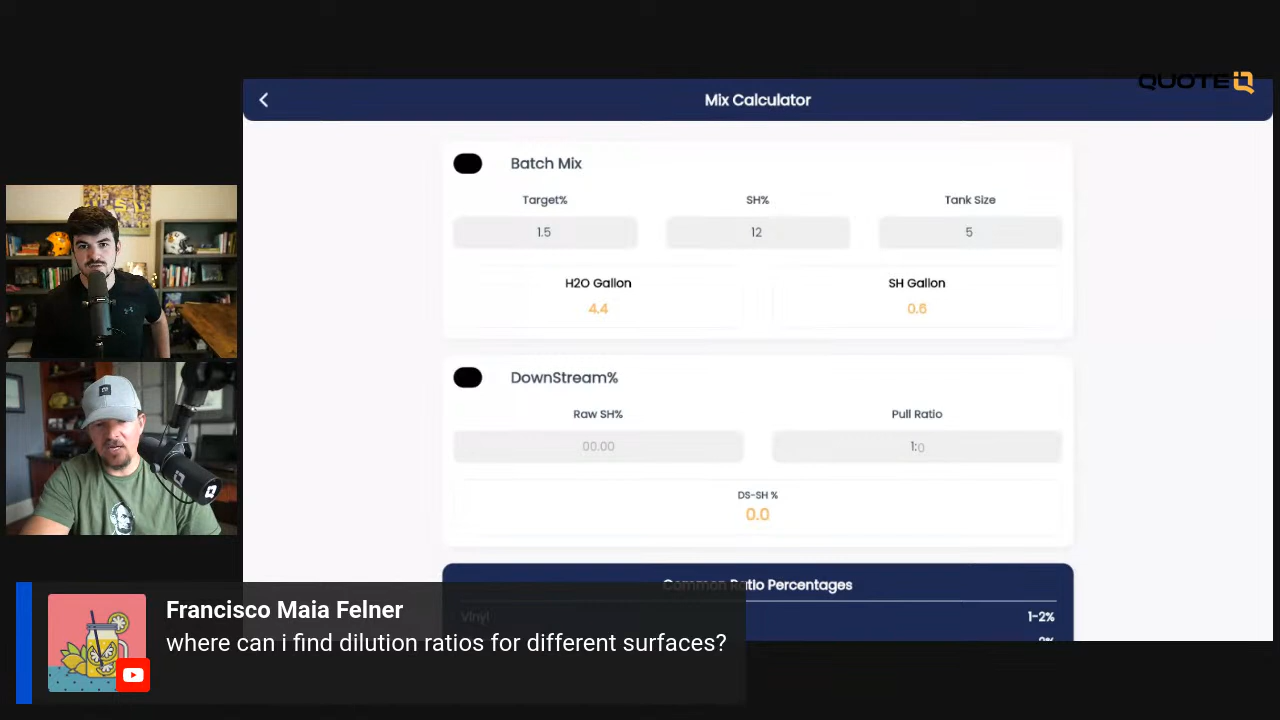 QUOTE IQ
Mix Calculator
Batch Mix
Target%
SH%
Tank Size
1.5
12
5
H2O Gallon
SH Gallon
4.4
0.6
DownStream%
Raw SH%
Pull Ratio
00.00
1:0
DS-SH %
0.0
Common Ratio Percentages
Vinyl
1-2%
Francisco Maia Felner
where can i find dilution ratios for different surfaces?